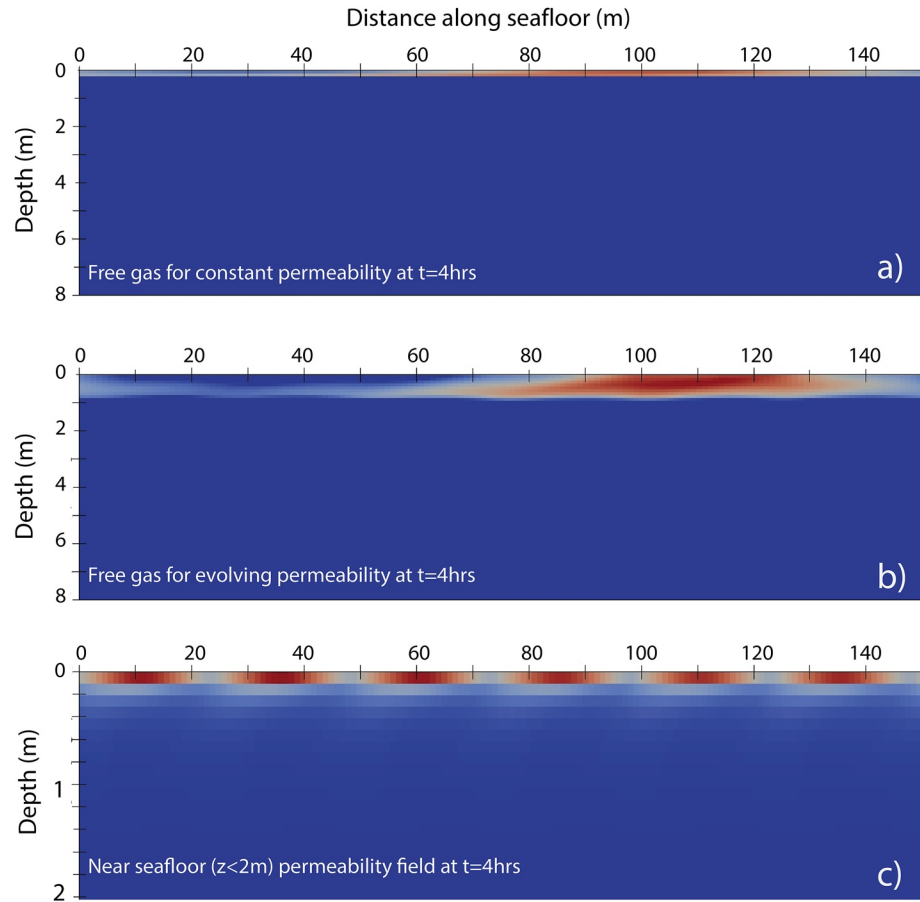 Distance along seafloor (m)
0 20 40 60 80 100 120 140
0
2
4
6
8
Depth (m)
Free gas for constant permeability at t=4hrs
a)
0 20 40 60 80 100 120 140
0
2
4
6
8
Depth (m)
Free gas for evolving permeability at t=4hrs
b)
0 20 40 60 80 100 120 140
0
1
2
Depth (m)
Near seafloor (z<2m) permeability field at t=4hrs
c)